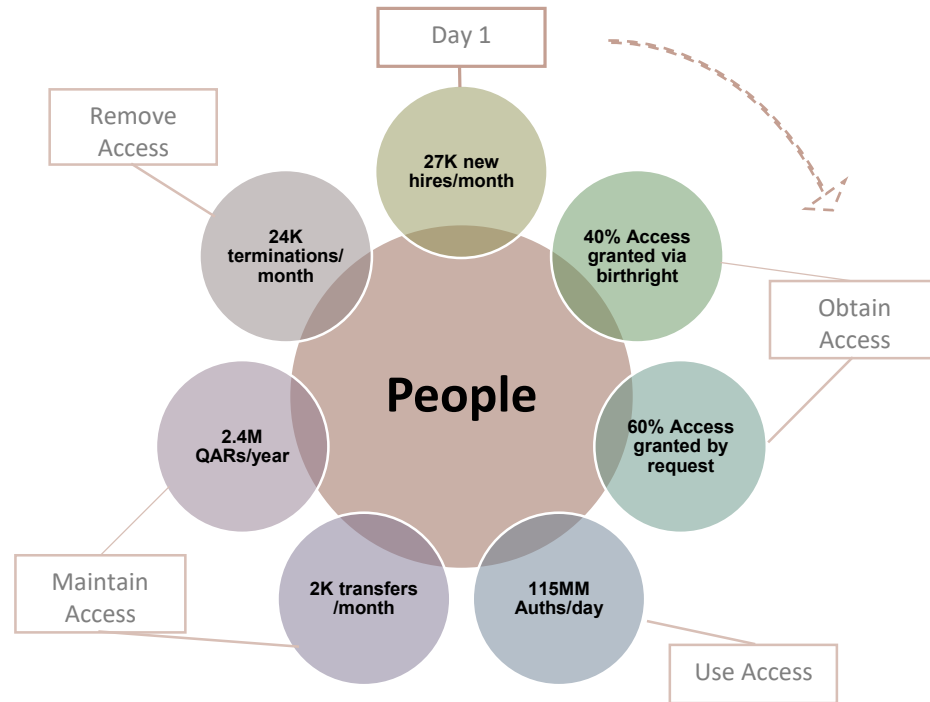 Day 1
27K new
hires/month
40% Access
granted via
birthright
Obtain
Access
60% Access
granted by
request
115MM
Auths/day
Use Access
2K transfers
/month
Maintain
Access
2.4M
QARs/year
24K
terminations/
month
Remove
Access
People